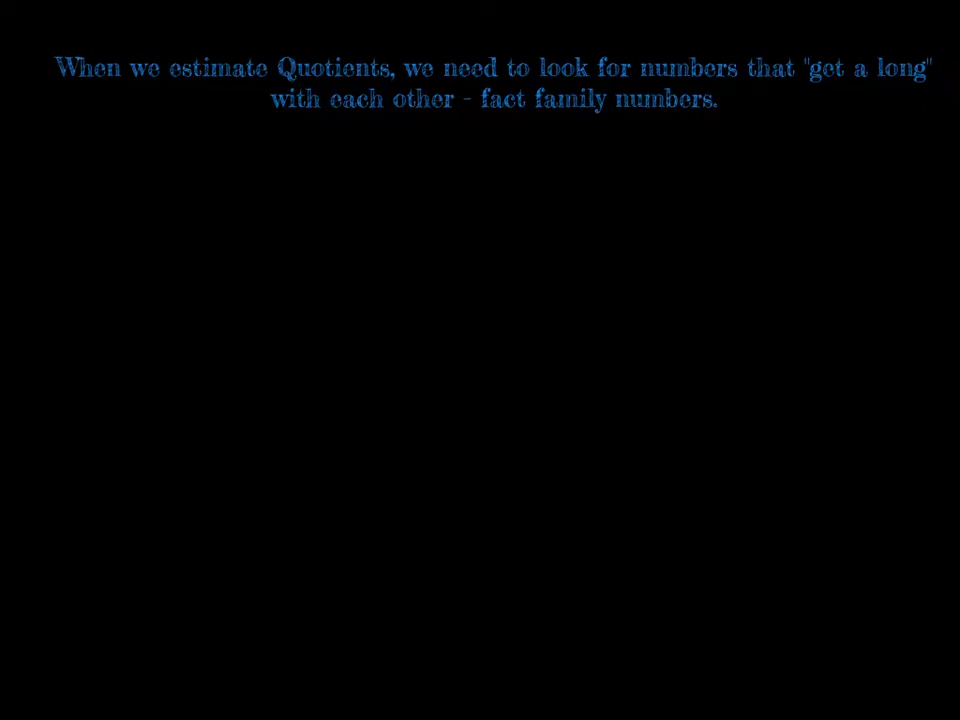 When we estimate Quotients, we need to look for numbers that "get a long"
with each other - fact family numbers.